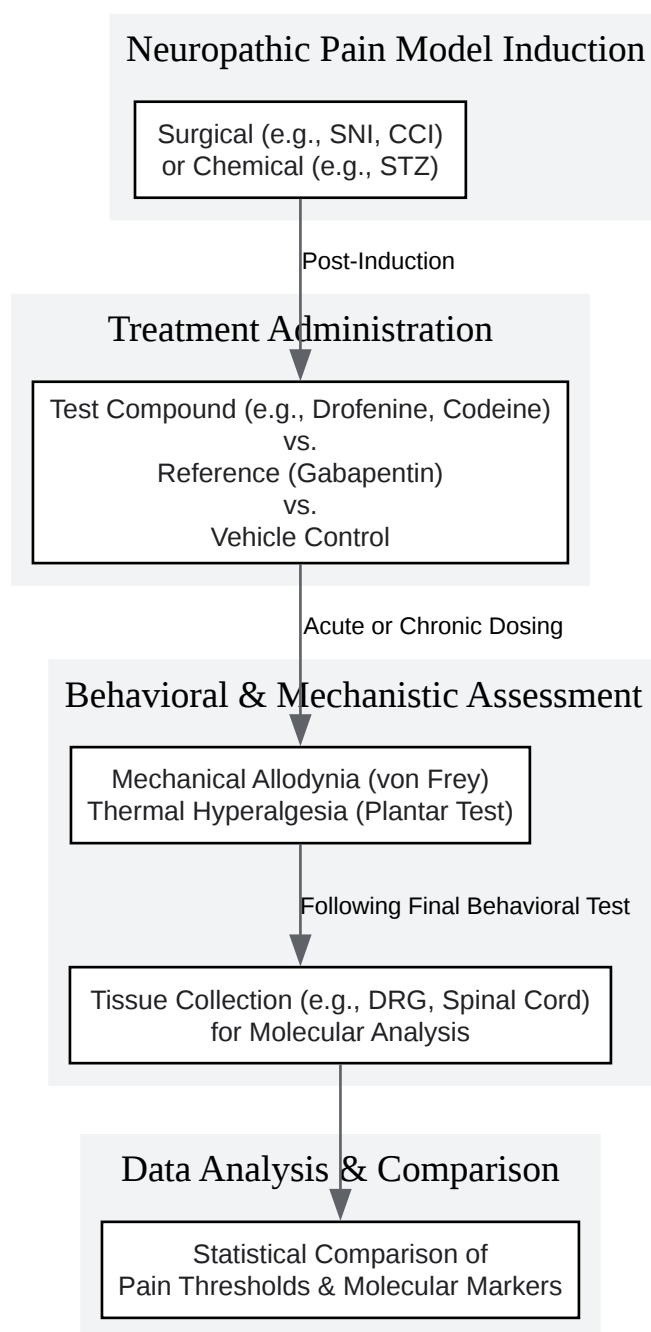 Neuropathic Pain Model Induction
Surgical (e.g., SNI, CCI)
or Chemical (e.g., STZ)
Post-Induction
Treatment Administration
Test Compound (e.g., Drofenine, Codeine)
vs.
Reference (Gabapentin)
vs.
Vehicle Control
Acute or Chronic Dosing
Behavioral & Mechanistic Assessment
Mechanical Allodynia (von Frey)
Thermal Hyperalgesia (Plantar Test)
Following Final Behavioral Test
Tissue Collection (e.g., DRG, Spinal Cord)
for Molecular Analysis
Data Analysis & Comparison
Statistical Comparison of
Pain Thresholds & Molecular Markers